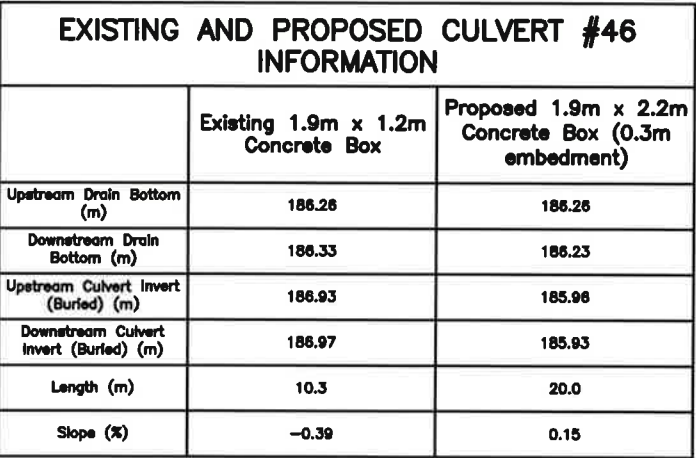 EXISTING AND PROPOSED CULVERT #46
INFORMATION
Existing 1.9m x 1.2m
Concrete Box
Proposed 1.9m x 2.2m
Concrete Box (0.3m
embedment)
Upstream Drain Bottom
(m)
186.26
186.26
Downstream Drain
Bottom (m)
186.33
186.23
Upstream Culvert Invert
(Buried) (m)
186.93
185.96
Downstream Culvert
Invert (Buried) (m)
186.97
185.93
Length (m)
10.3
20.0
Slope (%)
-0.39
0.15